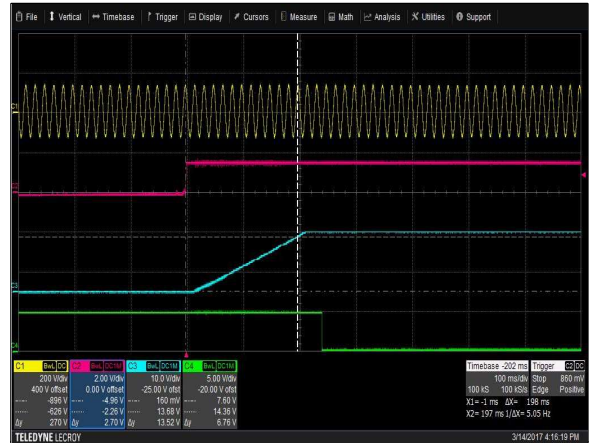 File Vertical Timebase Trigger Display Cursors Measure Math Analysis Utilities Support
C1
C3
C4
C1 BwL DC C2 BwL DC1M C3 BwL DC1M C4 BwL DC1M
200 V/div 2.00 V/div 10.0 V/div 5.00 V/div
400 V offset 0.00 V offset -25.00 V ofst -20.00 V ofst
-896 V -4.96 V 160 mV 7.60 V
-626 V -2.26 V 13.68 V 14.36 V
270 V Δy 2.70 V Δy 13.52 V Δy 6.76 V
Timebase -202 ms Trigger C2 DC
100 ms/div Stop 860 mV
100 kS 100 kS/s Edge Positive
X1= -1 ms ΔX= 198 ms
X2= 197 ms 1/ΔX= 5.05 Hz
TELEDYNE LECROY 3/14/2017 4:16:19 PM